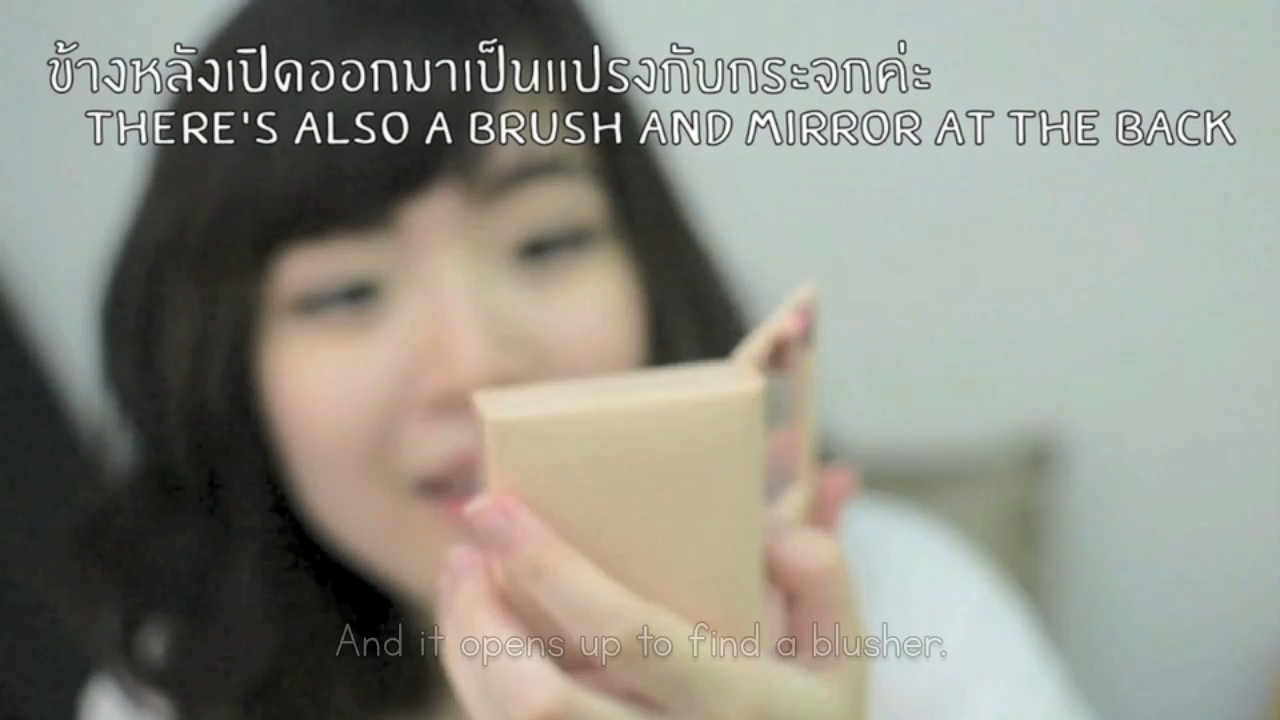 ข้างหลังเปิดออกมาเป็นแปรงกับกระจกค่ะ
THERE'S ALSO A BRUSH AND MIRROR AT THE BACK
And it opens up to find a blusher.